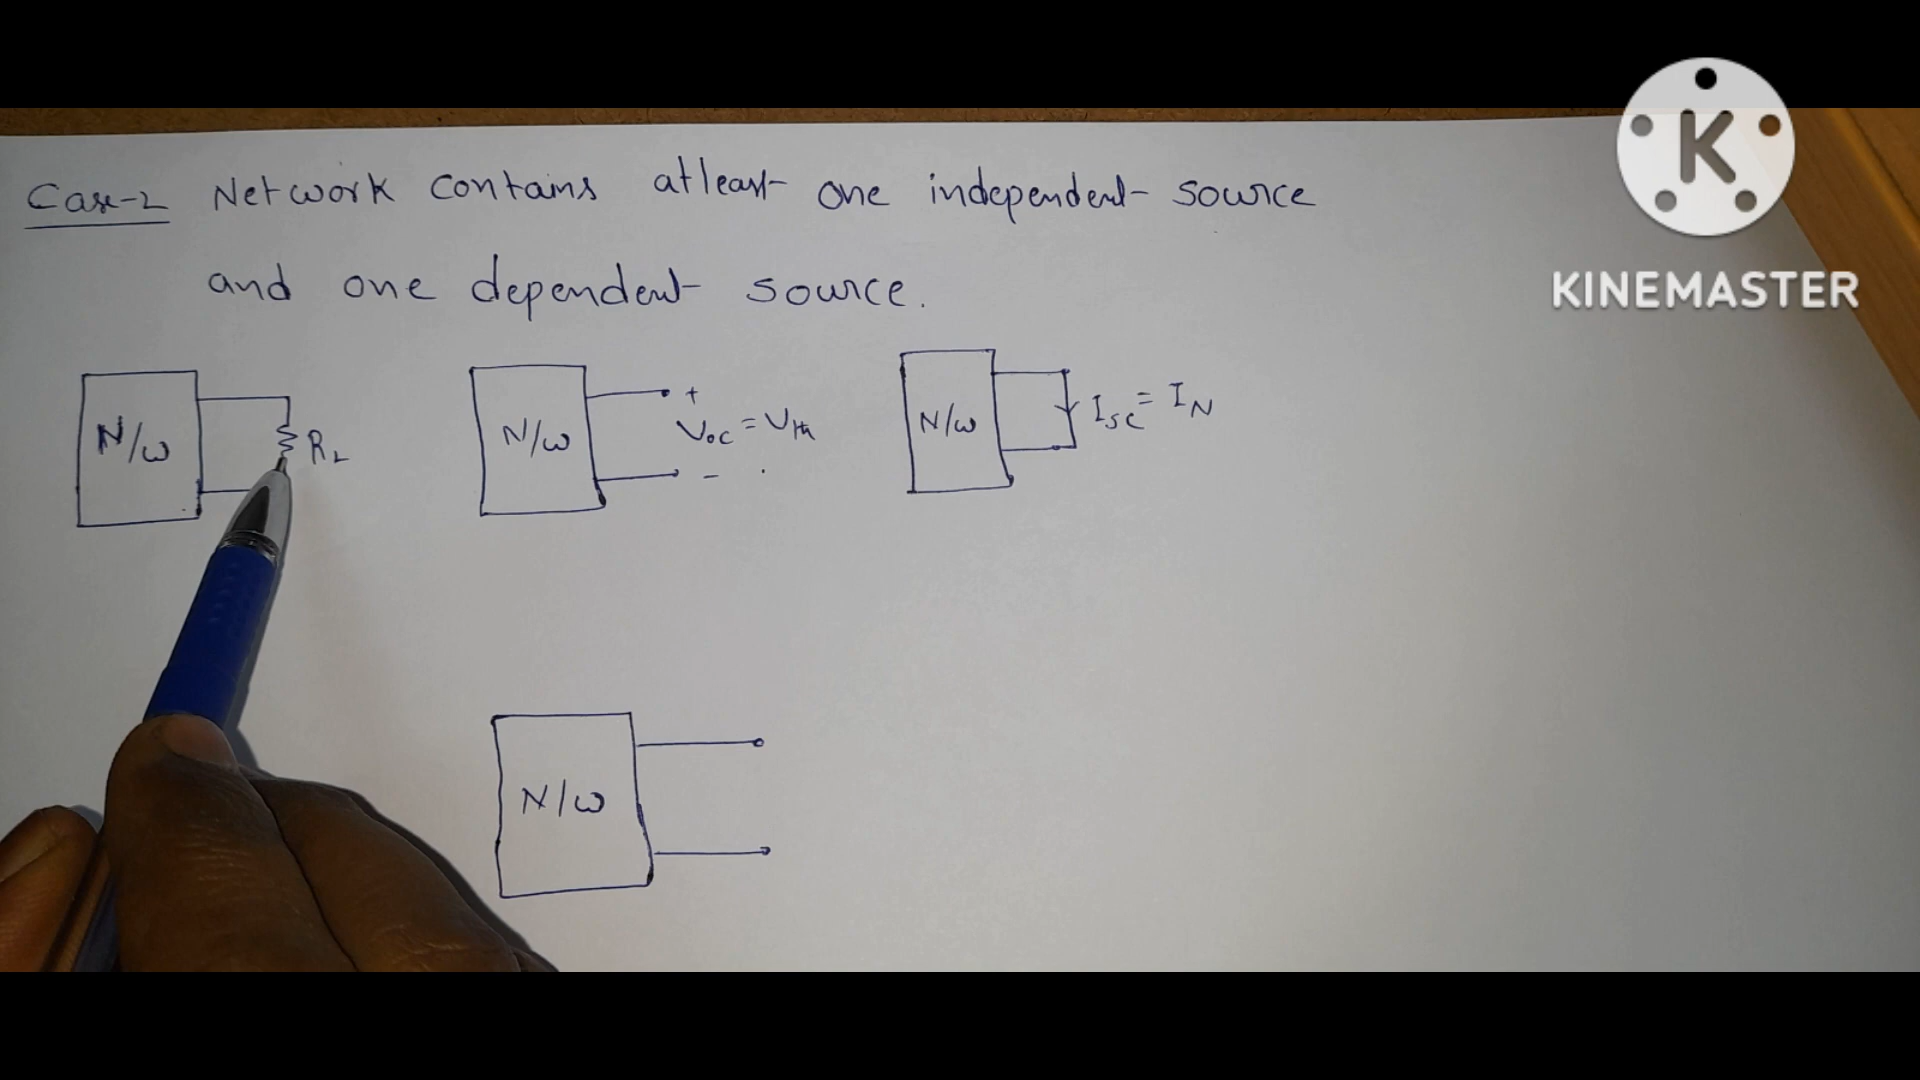 Case-2 Network contains atleast one independent source
and one dependent source.
N/W
RL
N/W
+
Voc = Vth
-
N/W
Isc = IN
N/W
K
KINEMASTER